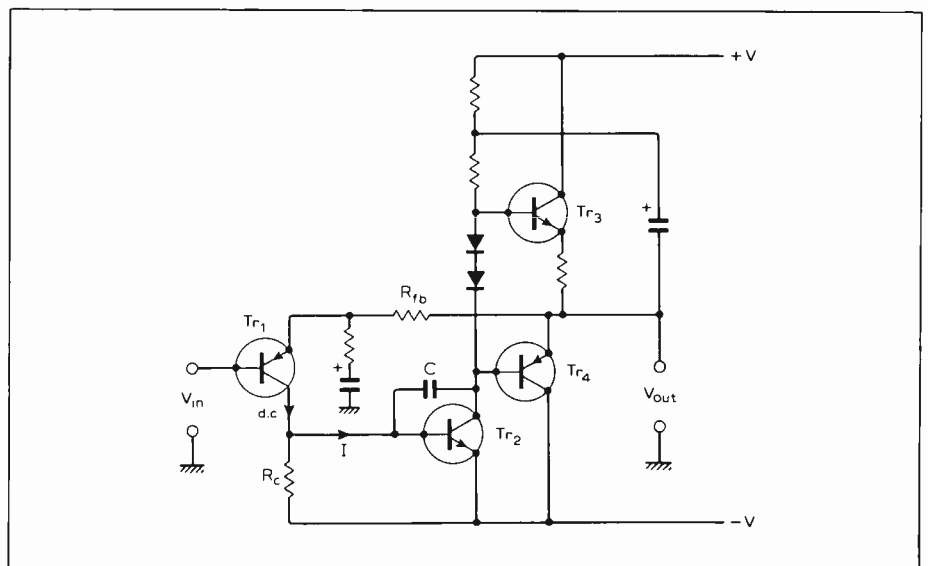 +V
Tr3
+
Rfb
Tr1
+
C
Tr4
Vin
d.c
Vout
I
Tr2
Rc
−V